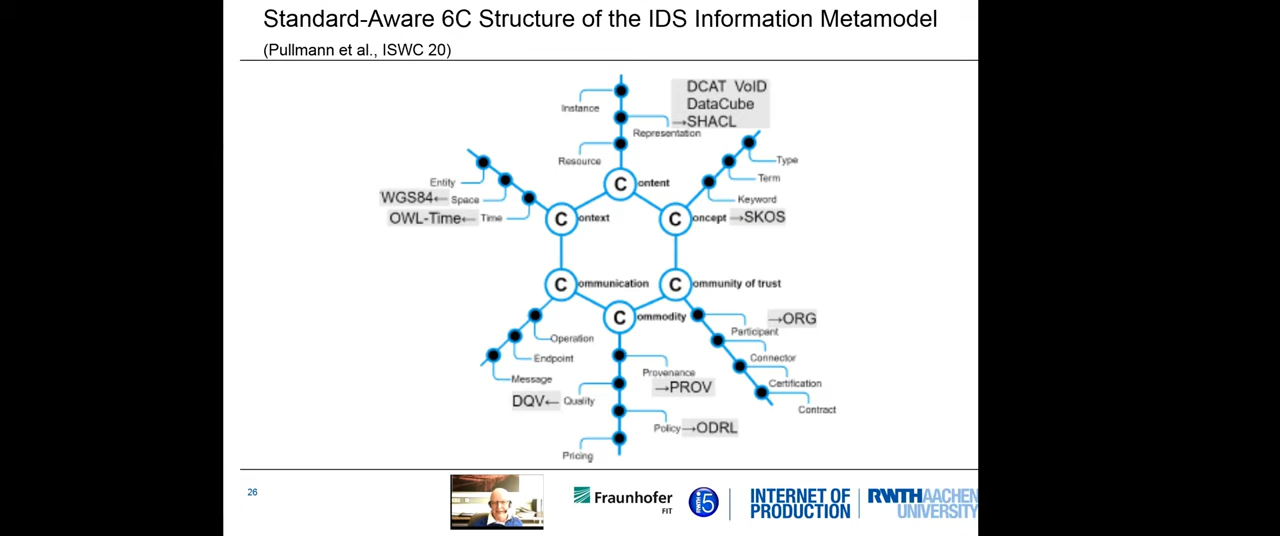 Standard-Aware 6C Structure of the IDS Information Metamodel
(Pullmann et al., ISWC 20)
DCAT VoID
DataCube
→SHACL
Instance
Representation
Resource
Type
Term
Keyword
Entity
WGS84← Space
OWL-Time← Time
Content
Context
Concept →SKOS
Communication
Community of trust
Commodity
→ORG
Participant
Connector
Certification
Contract
Operation
Endpoint
Message
Provenance
→PROV
DQV← Quality
Policy→ODRL
Pricing
26
Fraunhofer
FIT
RWTH
i5
INTERNET OF
PRODUCTION
RWTHAACHEN
UNIVERSITY